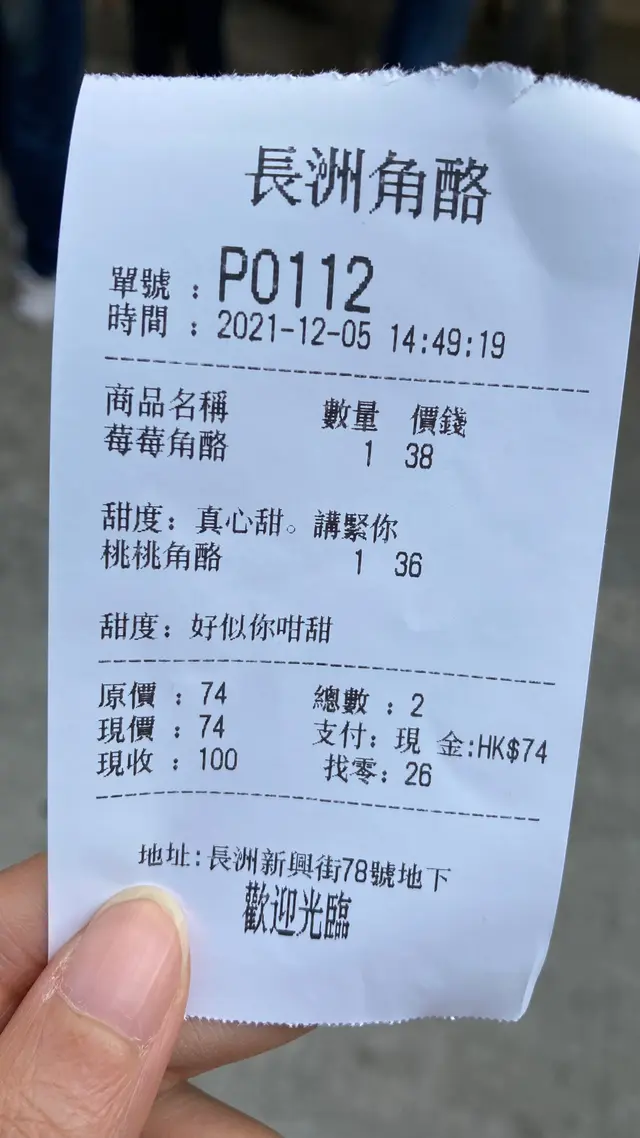 長洲角酪
單號：P0112
時間：2021-12-05 14:49:19
商品名稱 數量 價錢
莓莓角酪 1 38
甜度：真心甜。講緊你
桃桃角酪 1 36
甜度：好似你咁甜
原價：74 總數：2
現價：74 支付：現 金:HK$74
現收：100 找零：26
地址:長洲新興街78號地下
歡迎光臨